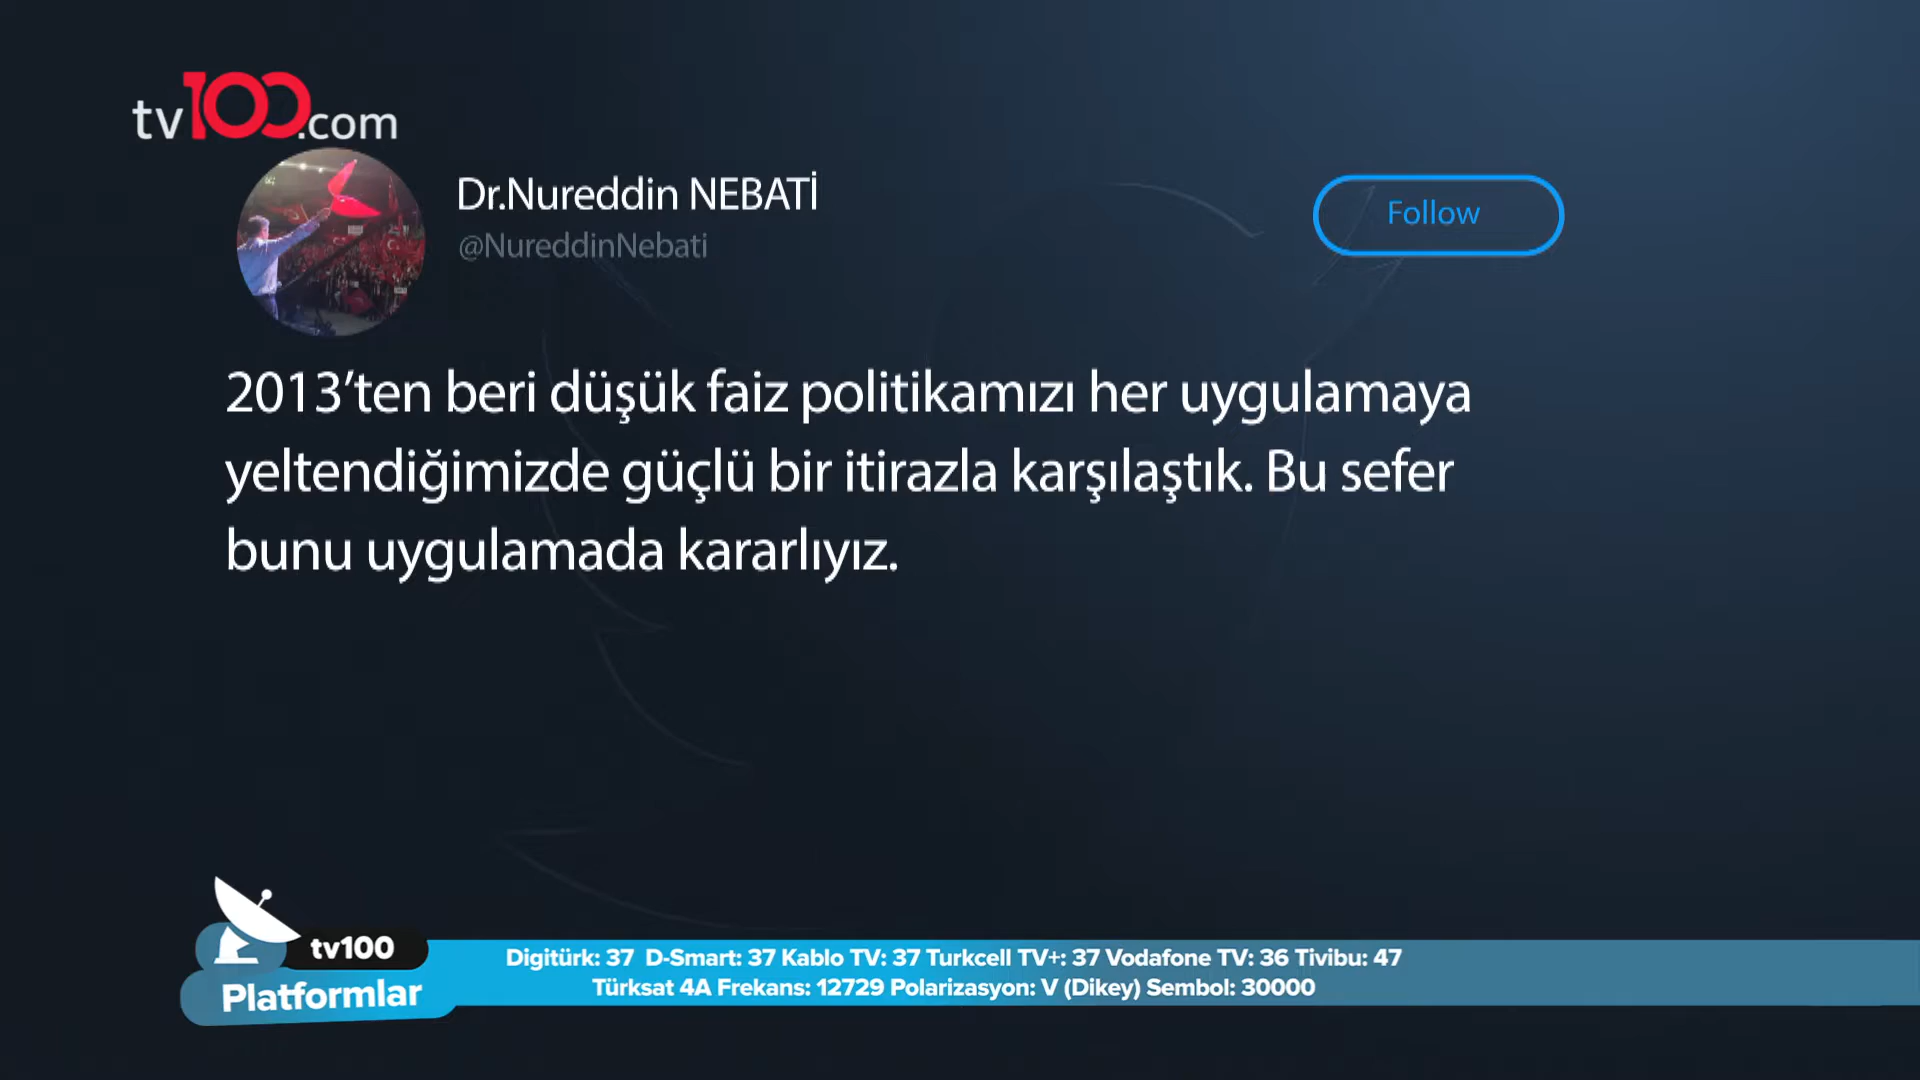 tv100.com
Dr.Nureddin NEBATİ
@NureddinNebati
Follow
2013’ten beri düşük faiz politikamızı her uygulamaya
yeltendiğimizde güçlü bir itirazla karşılaştık. Bu sefer
bunu uygulamada kararlıyız.
tv100
Platformlar
Digitürk: 37 D-Smart: 37 Kablo TV: 37 Turkcell TV+: 37 Vodafone TV: 36 Tivibu: 47
Türksat 4A Frekans: 12729 Polarizasyon: V (Dikey) Sembol: 30000